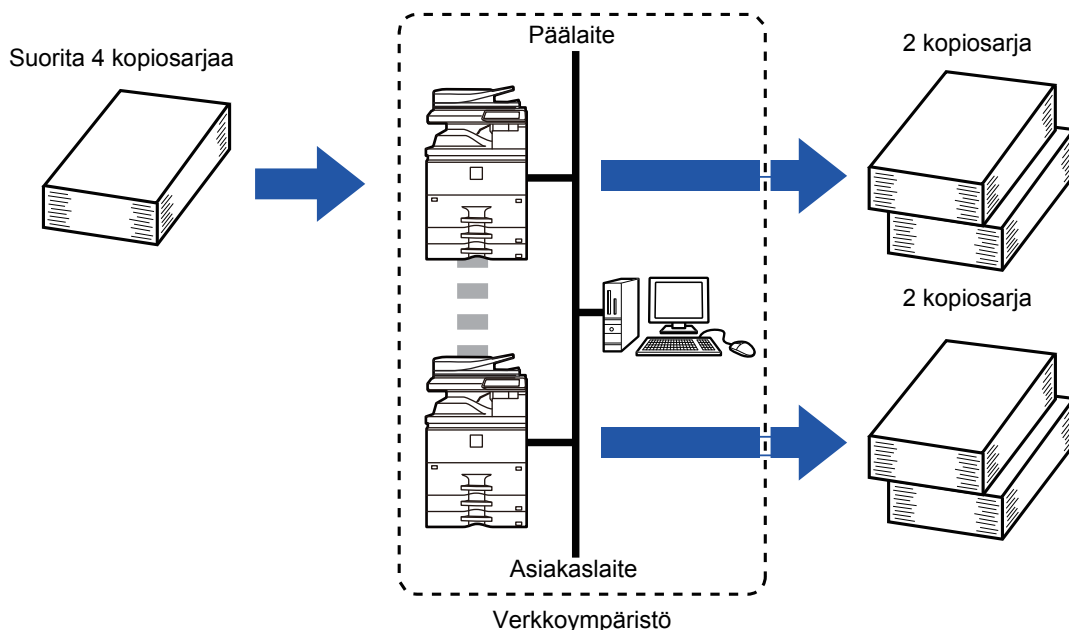 Suorita 4 kopiosarjaa
Päälaite
2 kopiosarja
2 kopiosarja
Asiakaslaite
Verkkoympäristö